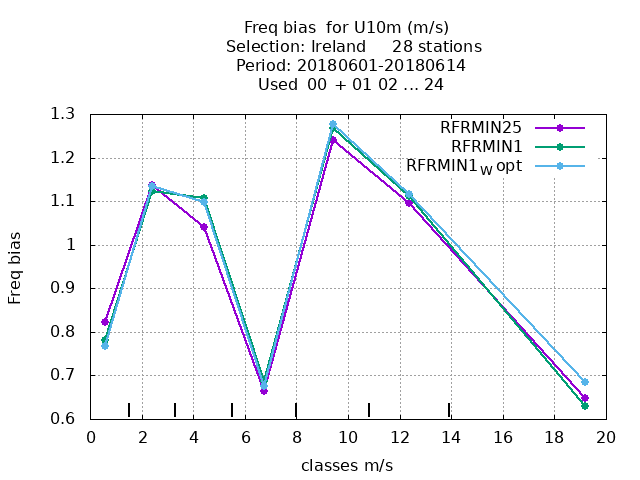 Freq bias  for U10m (m/s)
Selection: Ireland     28 stations
Period: 20180601-20180614
Used  00 + 01 02 ... 24
1.3
1.2
1.1
1
0.9
0.8
0.7
0.6
Freq bias
RFRMIN25
RFRMIN1
RFRMIN1W opt
0 2 4 6 8 10 12 14 16 18 20
classes m/s